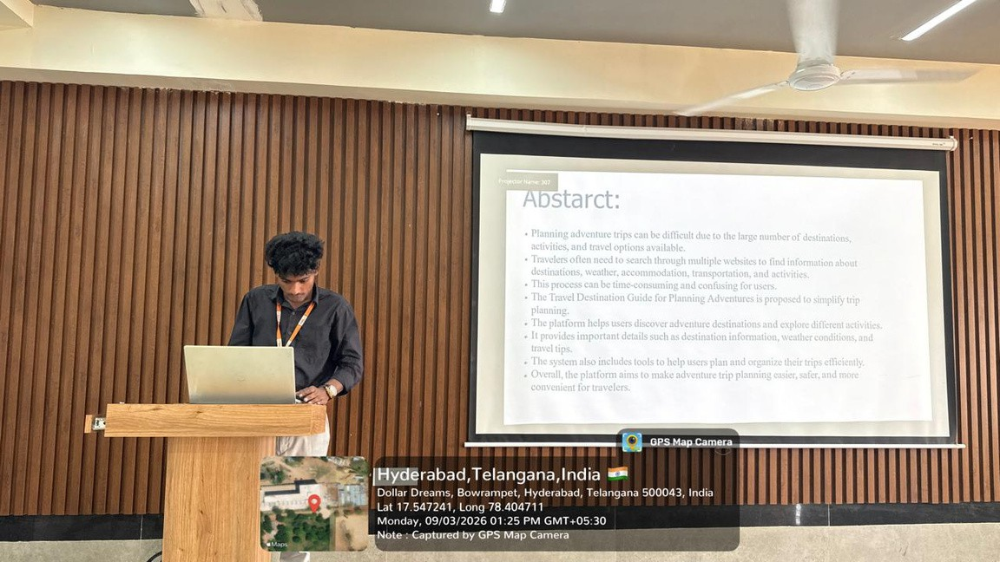 Projector Name: 307
Abstarct:
• Planning adventure trips can be difficult due to the large number of destinations,
activities, and travel options available.
• Travelers often need to search through multiple websites to find information about
destinations, weather, accommodation, transportation, and activities.
• This process can be time-consuming and confusing for users.
• The Travel Destination Guide for Planning Adventures is proposed to simplify trip
planning.
• The platform helps users discover adventure destinations and explore different activities.
• It provides important details such as destination information, weather conditions, and
travel tips.
• The system also includes tools to help users plan and organize their trips efficiently.
• Overall, the platform aims to make adventure trip planning easier, safer, and more
convenient for travelers.
GPS Map Camera
Hyderabad,Telangana,India
Dollar Dreams, Bowrampet, Hyderabad, Telangana 500043, India
Lat 17.547241, Long 78.404711
Monday, 09/03/2026 01:25 PM GMT+05:30
Note : Captured by GPS Map Camera
Maps